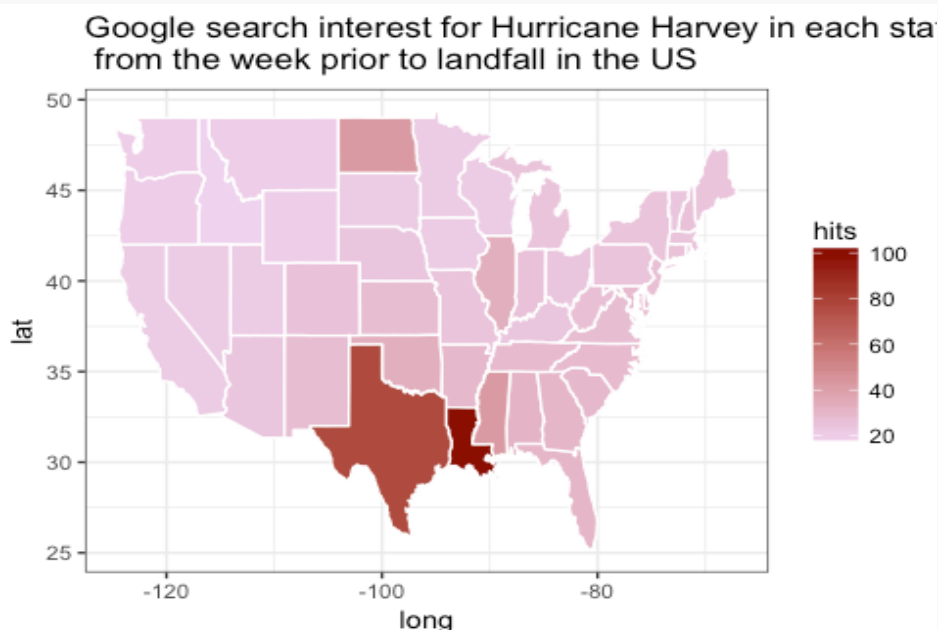 Google search interest for Hurricane Harvey in each sta
from the week prior to landfall in the US
50
45
40
35
30
25
lat
-120
-100
-80
long
hits
100
80
60
40
20